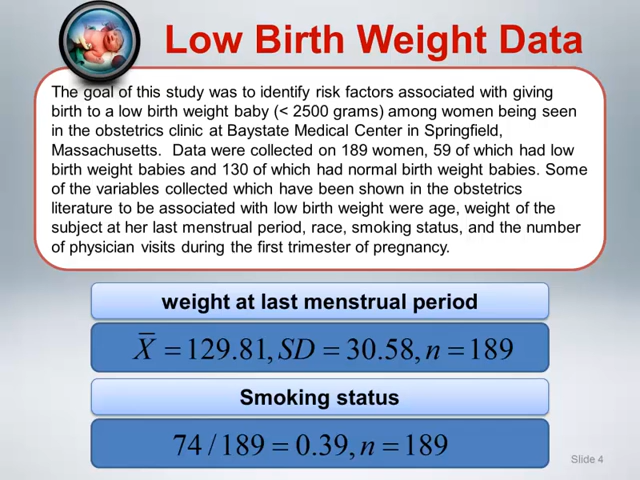 Low Birth Weight Data
The goal of this study was to identify risk factors associated with giving
birth to a low birth weight baby (< 2500 grams) among women being seen
in the obstetrics clinic at Baystate Medical Center in Springfield,
Massachusetts.  Data were collected on 189 women, 59 of which had low
birth weight babies and 130 of which had normal birth weight babies. Some
of the variables collected which have been shown in the obstetrics
literature to be associated with low birth weight were age, weight of the
subject at her last menstrual period, race, smoking status, and the number
of physician visits during the first trimester of pregnancy.
weight at last menstrual period
X̅ = 129.81, SD = 30.58, n = 189
Smoking status
74 / 189 = 0.39, n = 189
Slide 4